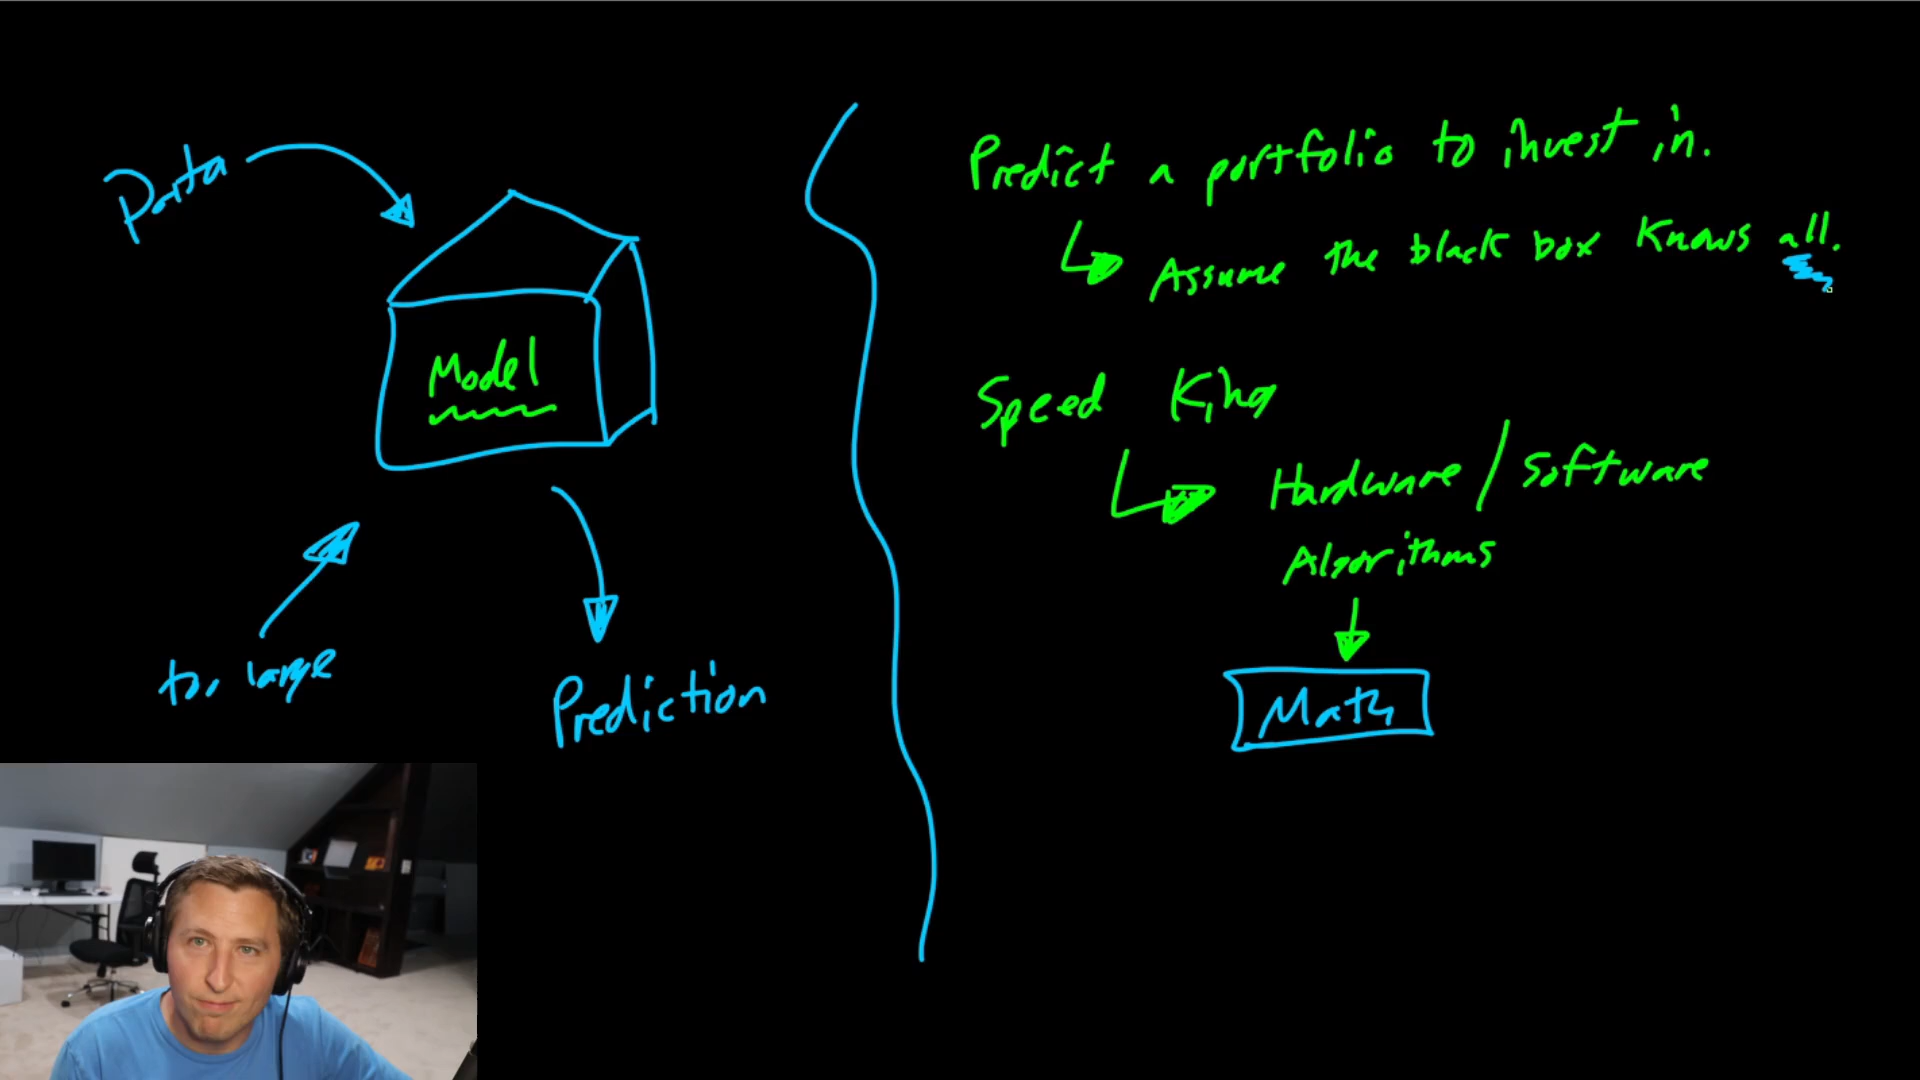 Data
Model
to. large
Prediction
Predict a portfolio to invest in.
Assume the black box knows all.
Speed King
Hardware / Software
Algorithms
Math